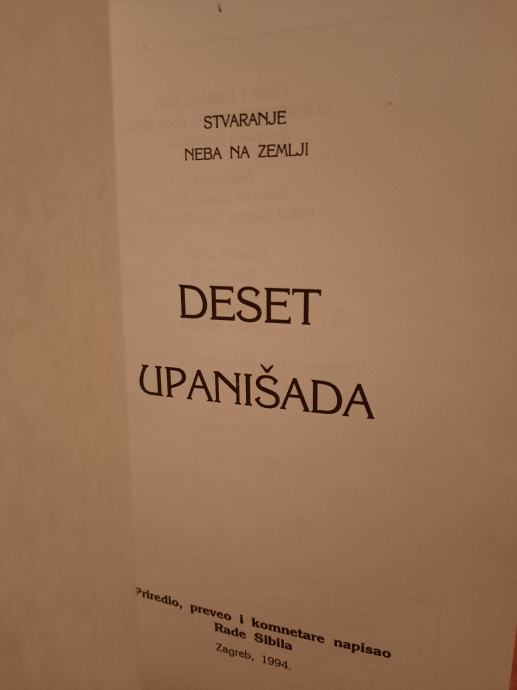 STVARANJE
NEBA NA ZEMLJI
DESET
UPANIŠADA
Priredio, preveo i komnetare napisao
Rade Sibila
Zagreb, 1994.